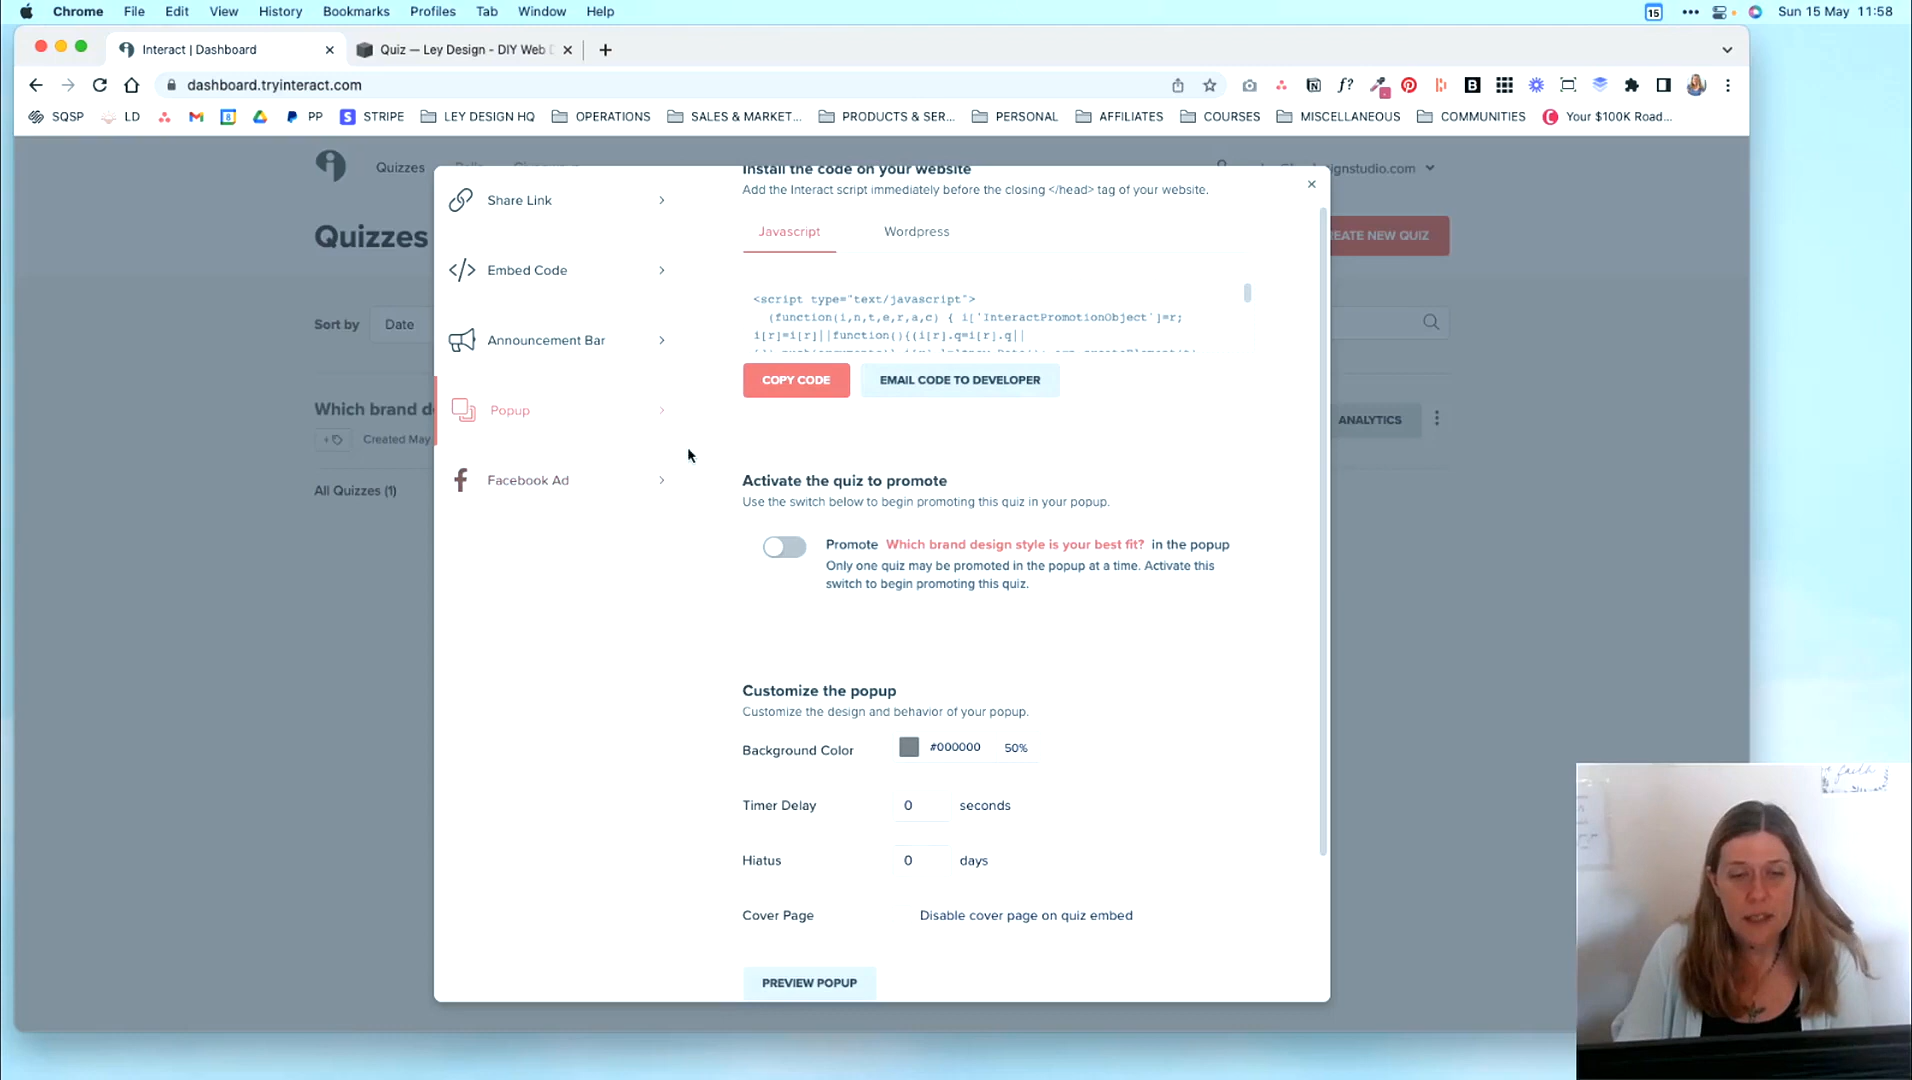 Chrome File Edit View History Bookmarks Profiles Tab Window Help
15 Sun 15 May 11:58
Interact | Dashboard
Quiz — Ley Design - DIY Web
dashboard.tryinteract.com
SQSP LD PP STRIPE LEY DESIGN HQ OPERATIONS SALES & MARKET... PRODUCTS & SER... PERSONAL AFFILIATES COURSES MISCELLANEOUS COMMUNITIES Your $100K Road...
Quizzes
Quizzes
Sort by Date
Which brand d
Created May
All Quizzes (1)
EATE NEW QUIZ
ANALYTICS
Share Link
Embed Code
Announcement Bar
Popup
Facebook Ad
Install the code on your website
Add the Interact script immediately before the closing </head> tag of your website.
Javascript Wordpress
<script type="text/javascript">
(function(i,n,t,e,r,a,c) { i['InteractPromotionObject']=r;
i[r]=i[r]||function(){(i[r].q=i[r].q||
COPY CODE EMAIL CODE TO DEVELOPER
Activate the quiz to promote
Use the switch below to begin promoting this quiz in your popup.
Promote Which brand design style is your best fit? in the popup
Only one quiz may be promoted in the popup at a time. Activate this
switch to begin promoting this quiz.
Customize the popup
Customize the design and behavior of your popup.
Background Color #000000 50%
Timer Delay 0 seconds
Hiatus 0 days
Cover Page Disable cover page on quiz embed
PREVIEW POPUP
faith